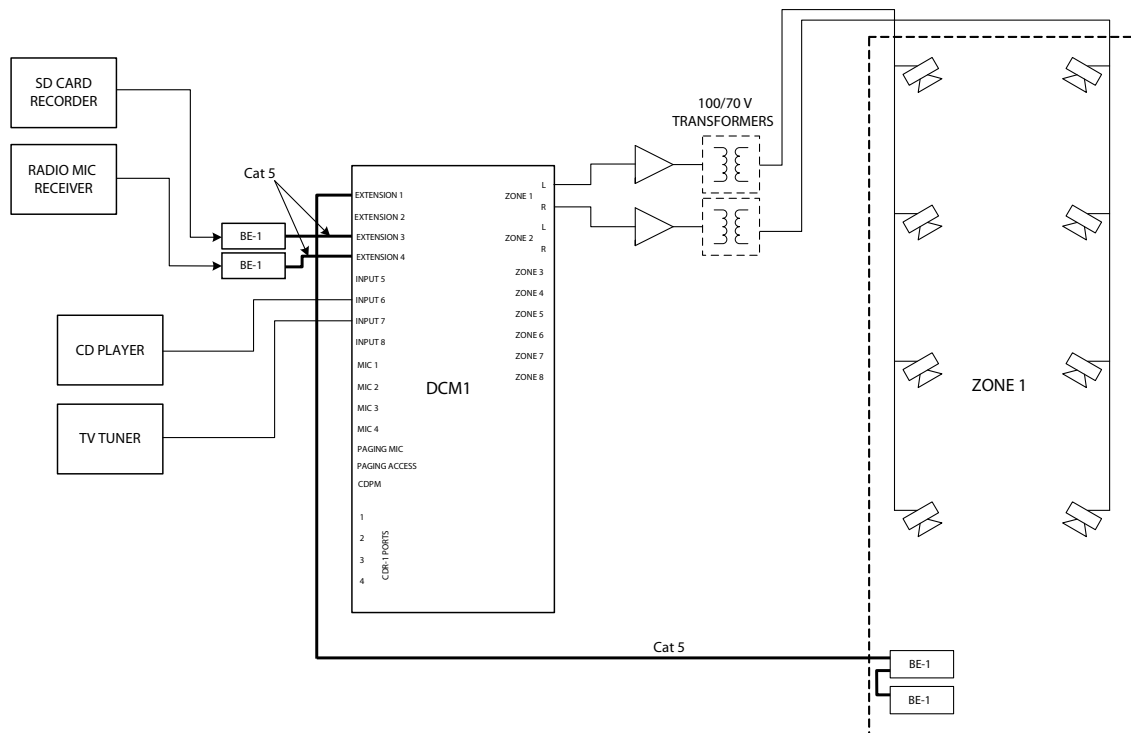 SD CARD
RECORDER
RADIO MIC
RECEIVER
Cat 5
BE-1
BE-1
CD PLAYER
TV TUNER
EXTENSION 1
EXTENSION 2
EXTENSION 3
EXTENSION 4
INPUT 5
INPUT 6
INPUT 7
INPUT 8
MIC 1
MIC 2
MIC 3
MIC 4
PAGING MIC
PAGING ACCESS
CDPM
1
2
3
4
CDR-1 PORTS
DCM1
ZONE 1
L
R
ZONE 2
L
R
ZONE 3
ZONE 4
ZONE 5
ZONE 6
ZONE 7
ZONE 8
100/70 V
TRANSFORMERS
ZONE 1
Cat 5
BE-1
BE-1